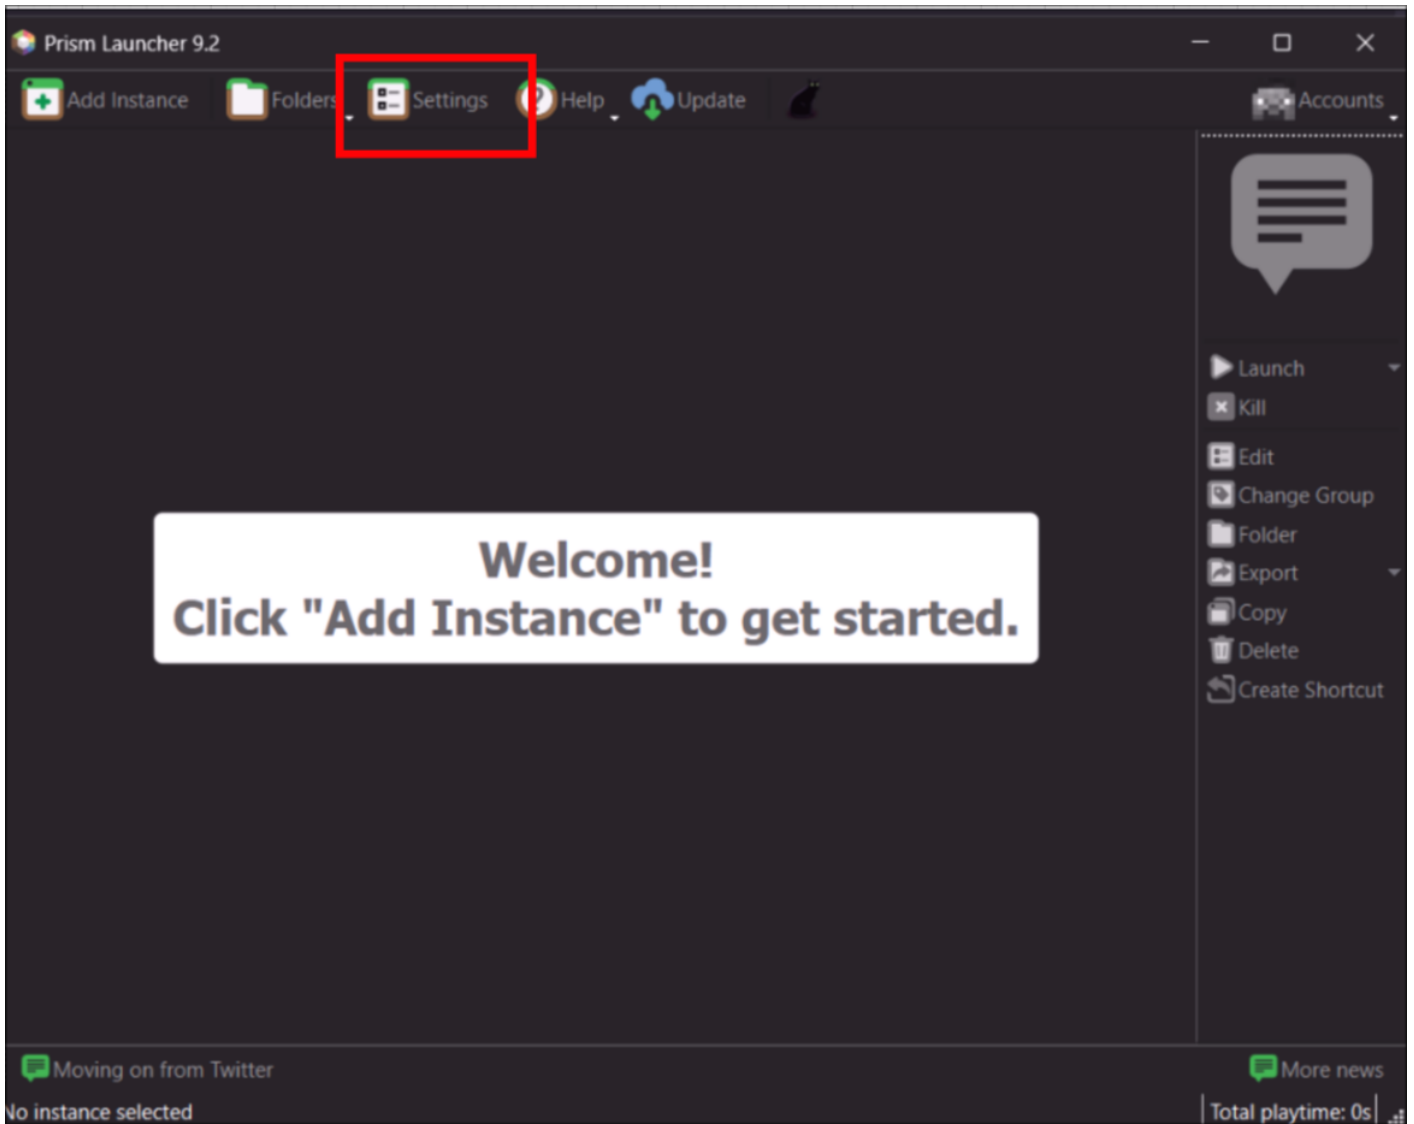 Prism Launcher 9.2
Add Instance Folders Settings Help Update Accounts
Launch
Kill
Edit
Change Group
Folder
Export
Copy
Delete
Create Shortcut
Welcome!
Click "Add Instance" to get started.
Moving on from Twitter More news
No instance selected Total playtime: 0s